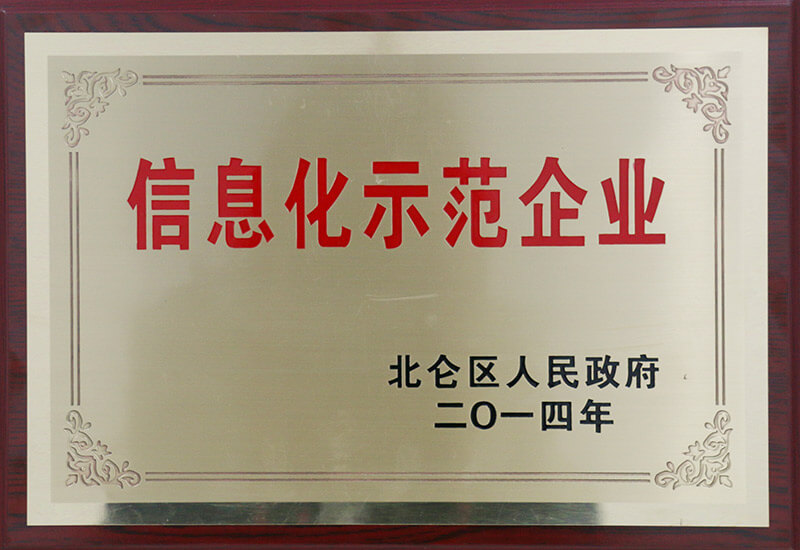 信息化示范企业
北仑区人民政府
二〇一四年